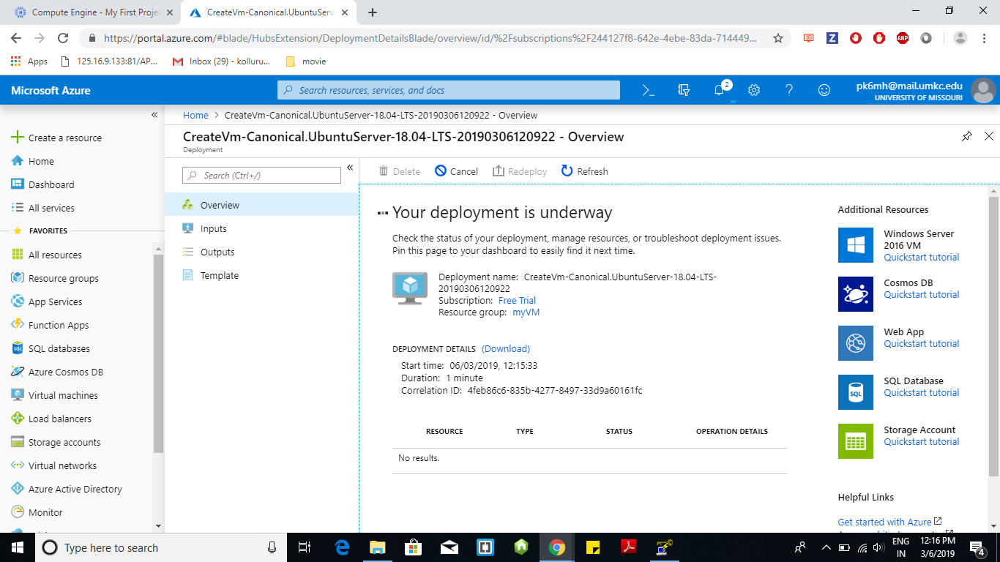 Compute Engine - My First Proje
CreateVm-Canonical.UbuntuServe
https://portal.azure.com/#blade/HubsExtension/DeploymentDetailsBlade/overview/id/%2Fsubscriptions%2F244127f8-642e-4ebe-83da-714449...
ABP
Apps
125.16.9.133:81/AP...
Inbox (29) - kolluru...
movie
Microsoft Azure
Search resources, services, and docs
2
pk6mh@mail.umkc.edu
UNIVERSITY OF MISSOURI
Create a resource
Home
Dashboard
All services
FAVORITES
All resources
Resource groups
App Services
Function Apps
SQL databases
Azure Cosmos DB
Virtual machines
Load balancers
Storage accounts
Virtual networks
Azure Active Directory
Monitor
Home > CreateVm-Canonical.UbuntuServer-18.04-LTS-20190306120922 - Overview
CreateVm-Canonical.UbuntuServer-18.04-LTS-20190306120922 - Overview
Deployment
Search (Ctrl+/)
Overview
Inputs
Outputs
Template
Delete
Cancel
Redeploy
Refresh
Your deployment is underway
Check the status of your deployment, manage resources, or troubleshoot deployment issues.
Pin this page to your dashboard to easily find it next time.
Deployment name: CreateVm-Canonical.UbuntuServer-18.04-LTS-
20190306120922
Subscription: Free Trial
Resource group: myVM
DEPLOYMENT DETAILS (Download)
Start time: 06/03/2019, 12:15:33
Duration: 1 minute
Correlation ID: 4feb86c6-835b-4277-8497-33d9a60161fc
RESOURCE TYPE STATUS OPERATION DETAILS
No results.
Additional Resources
Windows Server
2016 VM
Quickstart tutorial
Cosmos DB
Quickstart tutorial
Web App
Quickstart tutorial
SQL
SQL Database
Quickstart tutorial
Storage Account
Quickstart tutorial
Helpful Links
Get started with Azure
Type here to search
ENG
IN
12:16 PM
3/6/2019
4